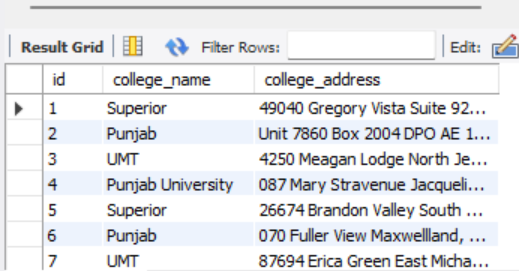 Result Grid Filter Rows: Edit:
id college_name college_address
1 Superior 49040 Gregory Vista Suite 92...
2 Punjab Unit 7860 Box 2004 DPO AE 1...
3 UMT 4250 Meagan Lodge North Je...
4 Punjab University 087 Mary Stravenue Jacqueli...
5 Superior 26674 Brandon Valley South ...
6 Punjab 070 Fuller View Maxwellland, ...
7 UMT 87694 Erica Green East Micha...